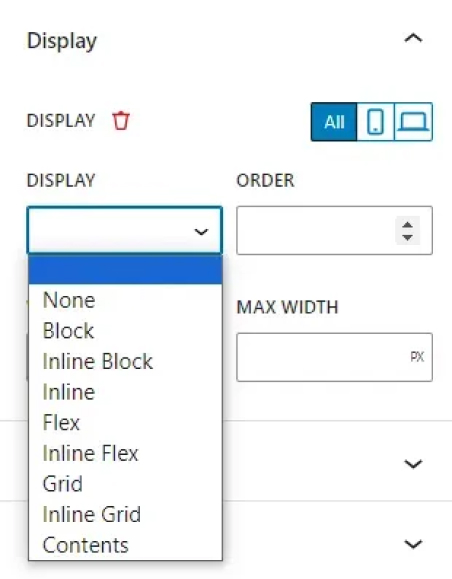 Display
DISPLAY
All
DISPLAY
ORDER
None
Block
Inline Block
Inline
Flex
Inline Flex
Grid
Inline Grid
Contents
MAX WIDTH
PX